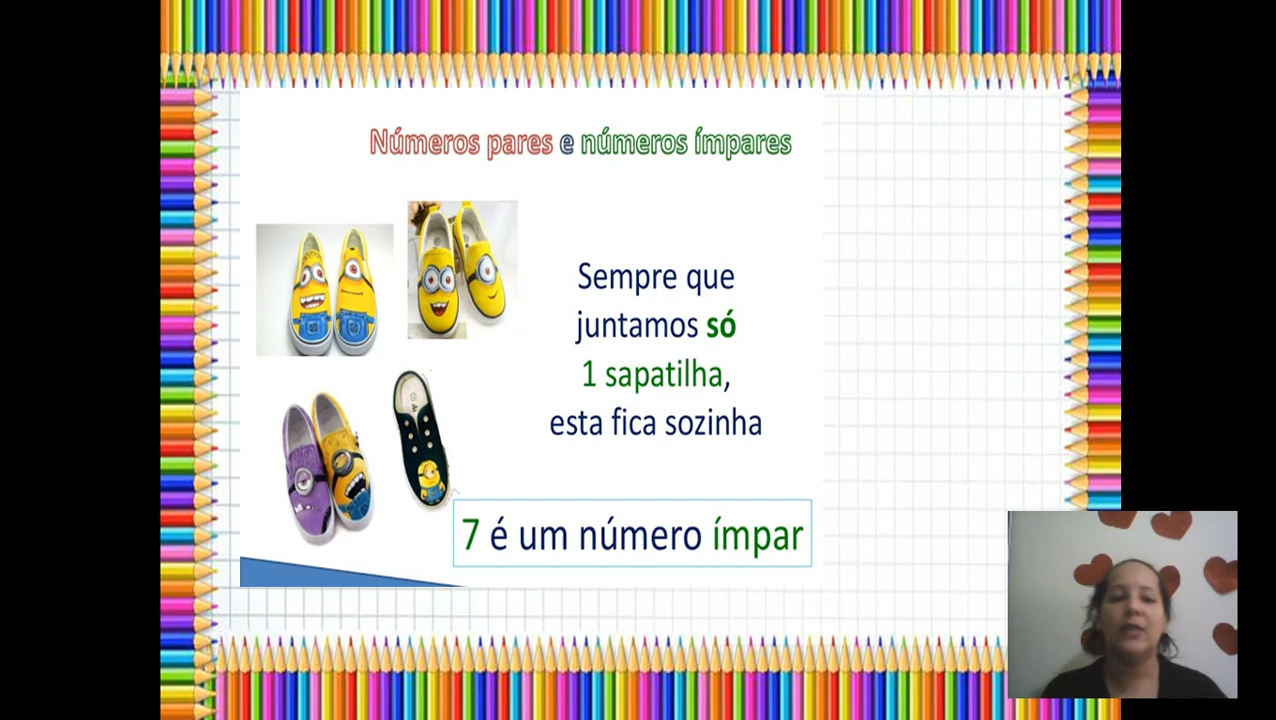 Números pares e números ímpares
Sempre que
juntamos só
1 sapatilha,
esta fica sozinha
7 é um número ímpar